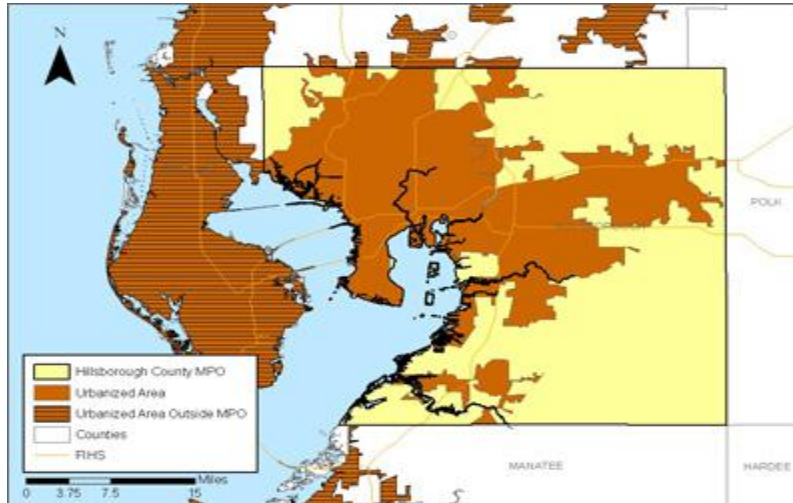 N
POLK
Hillsborough County MPO
Urbanized Area
Urbanized Area Outside MPO
Counties
FIHS
Miles
0 3.75 7.5 15
MANATEE
HARDEE